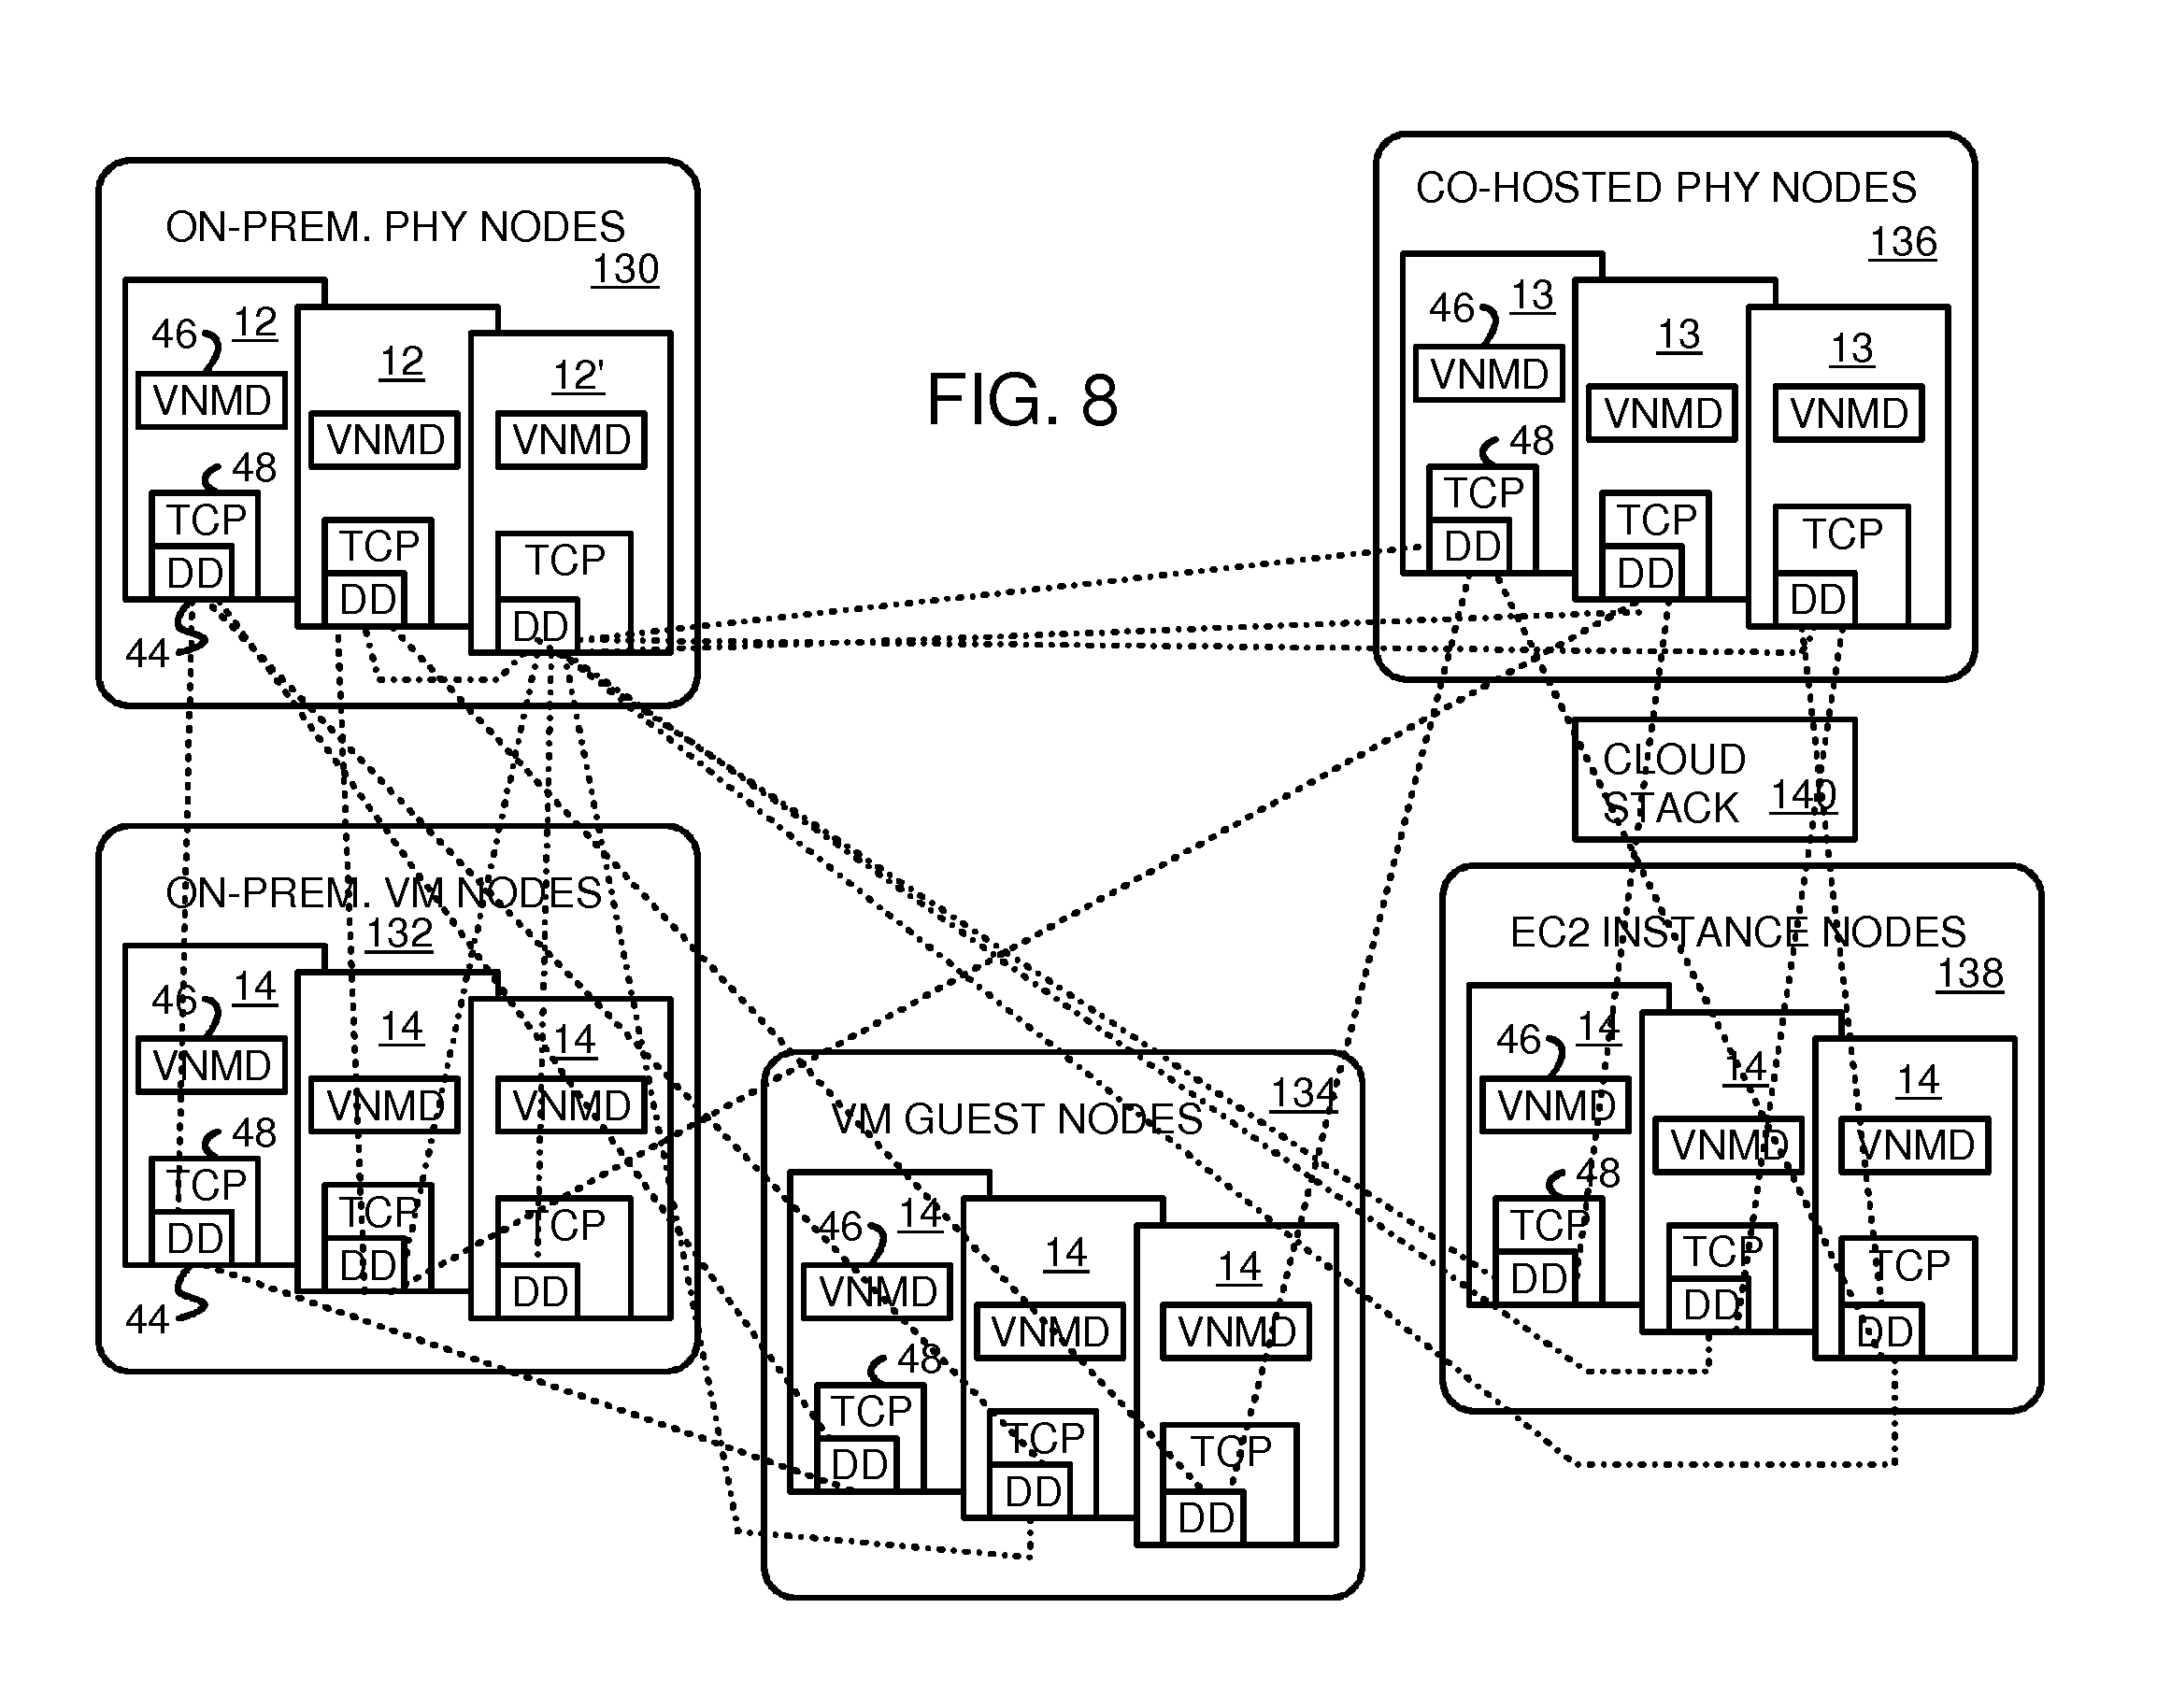 FIG. 8
ON-PREM. PHY NODES
130
46
12
VNMD
48
TCP
DD
44
12
VNMD
TCP
DD
12'
VNMD
TCP
DD
CO-HOSTED PHY NODES
136
46
13
VNMD
48
TCP
DD
13
VNMD
TCP
DD
13
VNMD
TCP
DD
CLOUD
STACK
140
ON-PREM. VM NODES
132
46
14
VNMD
48
TCP
DD
44
14
VNMD
TCP
DD
14
VNMD
TCP
DD
VM GUEST NODES
134
46
14
VNMD
48
TCP
DD
14
VNMD
TCP
DD
14
VNMD
TCP
DD
EC2 INSTANCE NODES
138
46
14
VNMD
48
TCP
DD
14
VNMD
TCP
DD
14
VNMD
TCP
DD